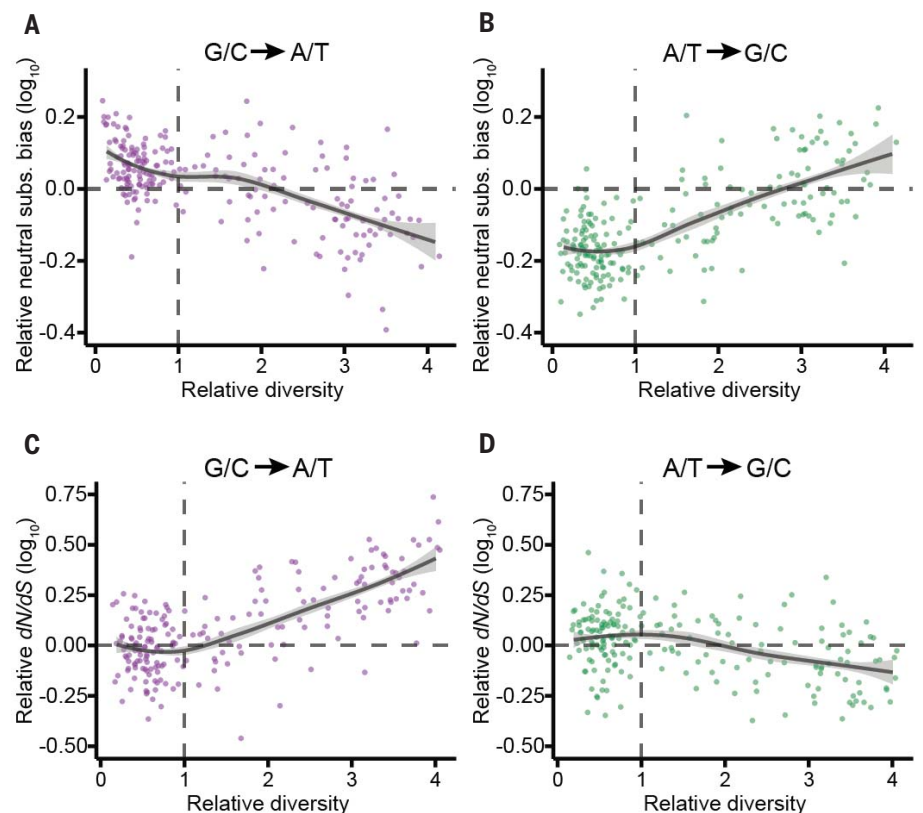 A
G/C → A/T
Relative neutral subs. bias (log10)
0.2
0.0
-0.2
-0.4
0
1
2
3
4
Relative diversity
B
A/T → G/C
Relative neutral subs. bias (log10)
0.2
0.0
-0.2
-0.4
0
1
2
3
4
Relative diversity
C
G/C → A/T
Relative dN/dS (log10)
0.75
0.50
0.25
0.00
-0.25
-0.50
0
1
2
3
4
Relative diversity
D
A/T → G/C
Relative dN/dS (log10)
0.75
0.50
0.25
0.00
-0.25
-0.50
0
1
2
3
4
Relative diversity